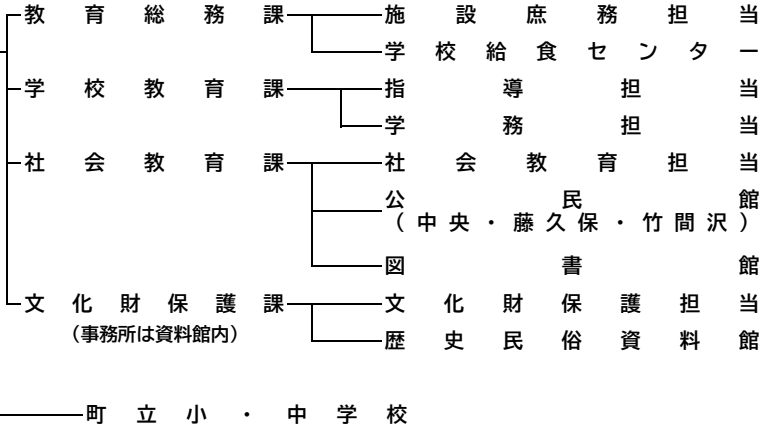 教育総務課 施設庶務担当
学校給食センター
学校教育課 指導担当
学務担当
社会教育課 社会教育担当
公民館
(中央・藤久保・竹間沢)
図書館
文化財保護課 文化財保護担当
(事務所は資料館内)
歴史民俗資料館
町立小・中学校